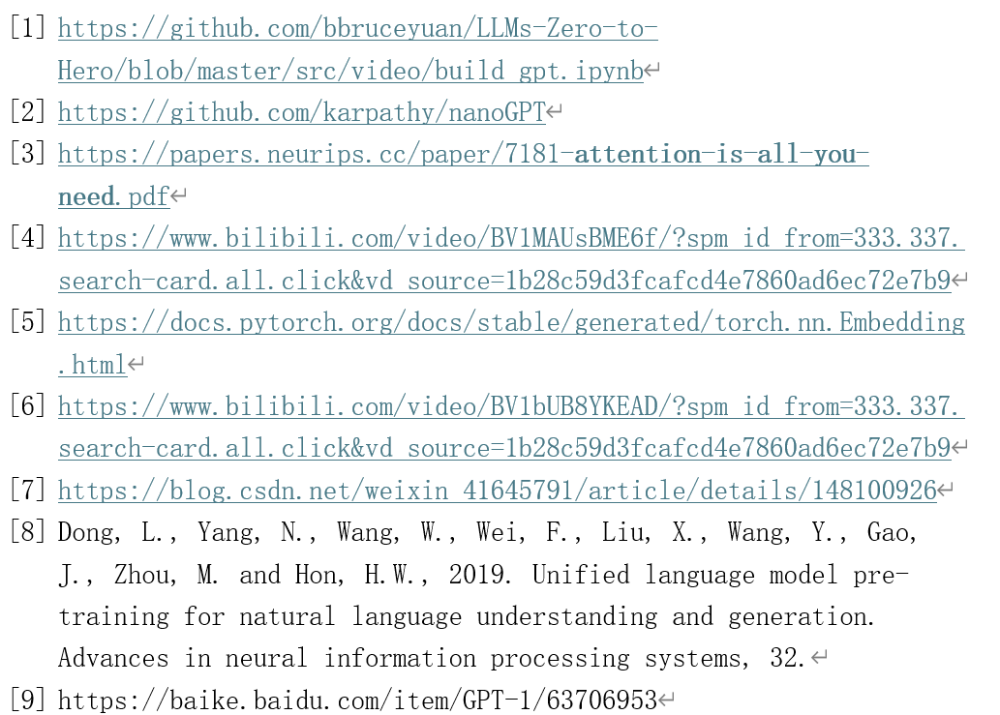 [1] https://github.com/bbruceyuan/LLMs-Zero-to-
Hero/blob/master/src/video/build_gpt.ipynb↵
[2] https://github.com/karpathy/nanoGPT↵
[3] https://papers.neurips.cc/paper/7181-attention-is-all-you-
need.pdf↵
[4] https://www.bilibili.com/video/BV1MAUsBME6f/?spm_id_from=333.337.
search-card.all.click&vd_source=1b28c59d3fcafcd4e7860ad6ec72e7b9↵
[5] https://docs.pytorch.org/docs/stable/generated/torch.nn.Embedding
.html↵
[6] https://www.bilibili.com/video/BV1bUB8YKEAD/?spm_id_from=333.337.
search-card.all.click&vd_source=1b28c59d3fcafcd4e7860ad6ec72e7b9↵
[7] https://blog.csdn.net/weixin_41645791/article/details/148100926↵
[8] Dong, L., Yang, N., Wang, W., Wei, F., Liu, X., Wang, Y., Gao,
J., Zhou, M. and Hon, H.W., 2019. Unified language model pre-
training for natural language understanding and generation.
Advances in neural information processing systems, 32.↵
[9] https://baike.baidu.com/item/GPT-1/63706953↵